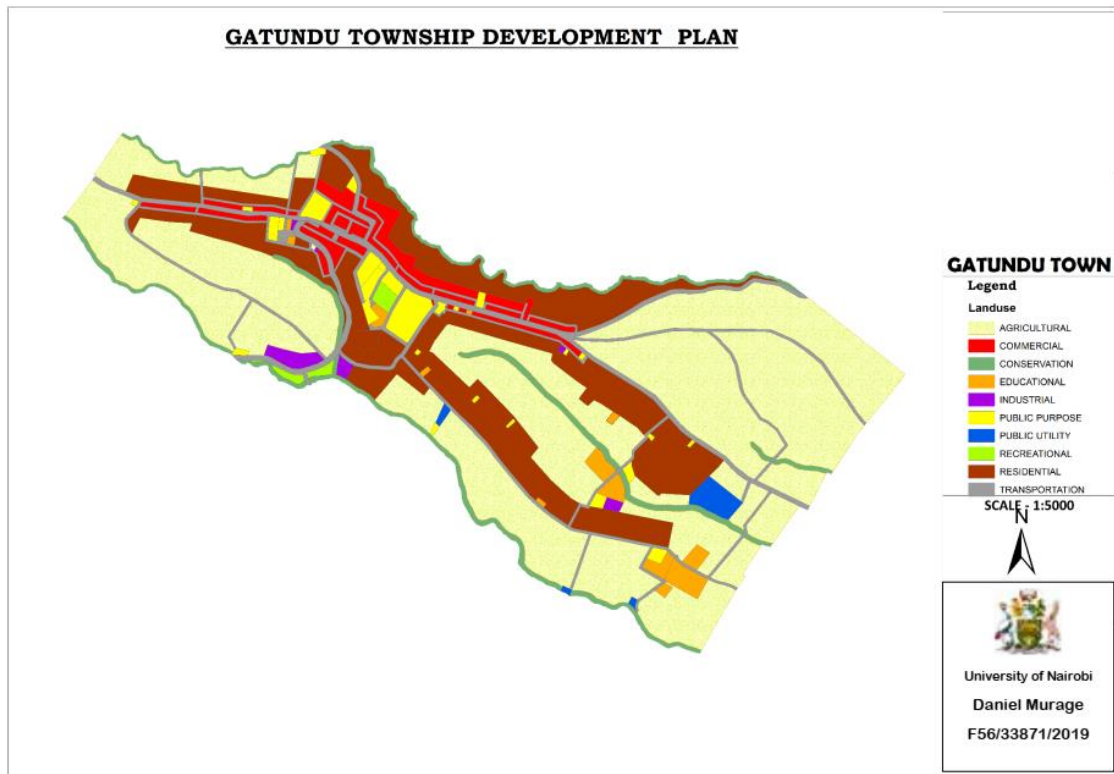 GATUNDU TOWNSHIP DEVELOPMENT PLAN
GATUNDU TOWN
Legend
Landuse
AGRICULTURAL
COMMERCIAL
CONSERVATION
EDUCATIONAL
INDUSTRIAL
PUBLIC PURPOSE
PUBLIC UTILITY
RECREATIONAL
RESIDENTIAL
TRANSPORTATION
SCALE - 1:5000
N
University of Nairobi
Daniel Murage
F56/33871/2019